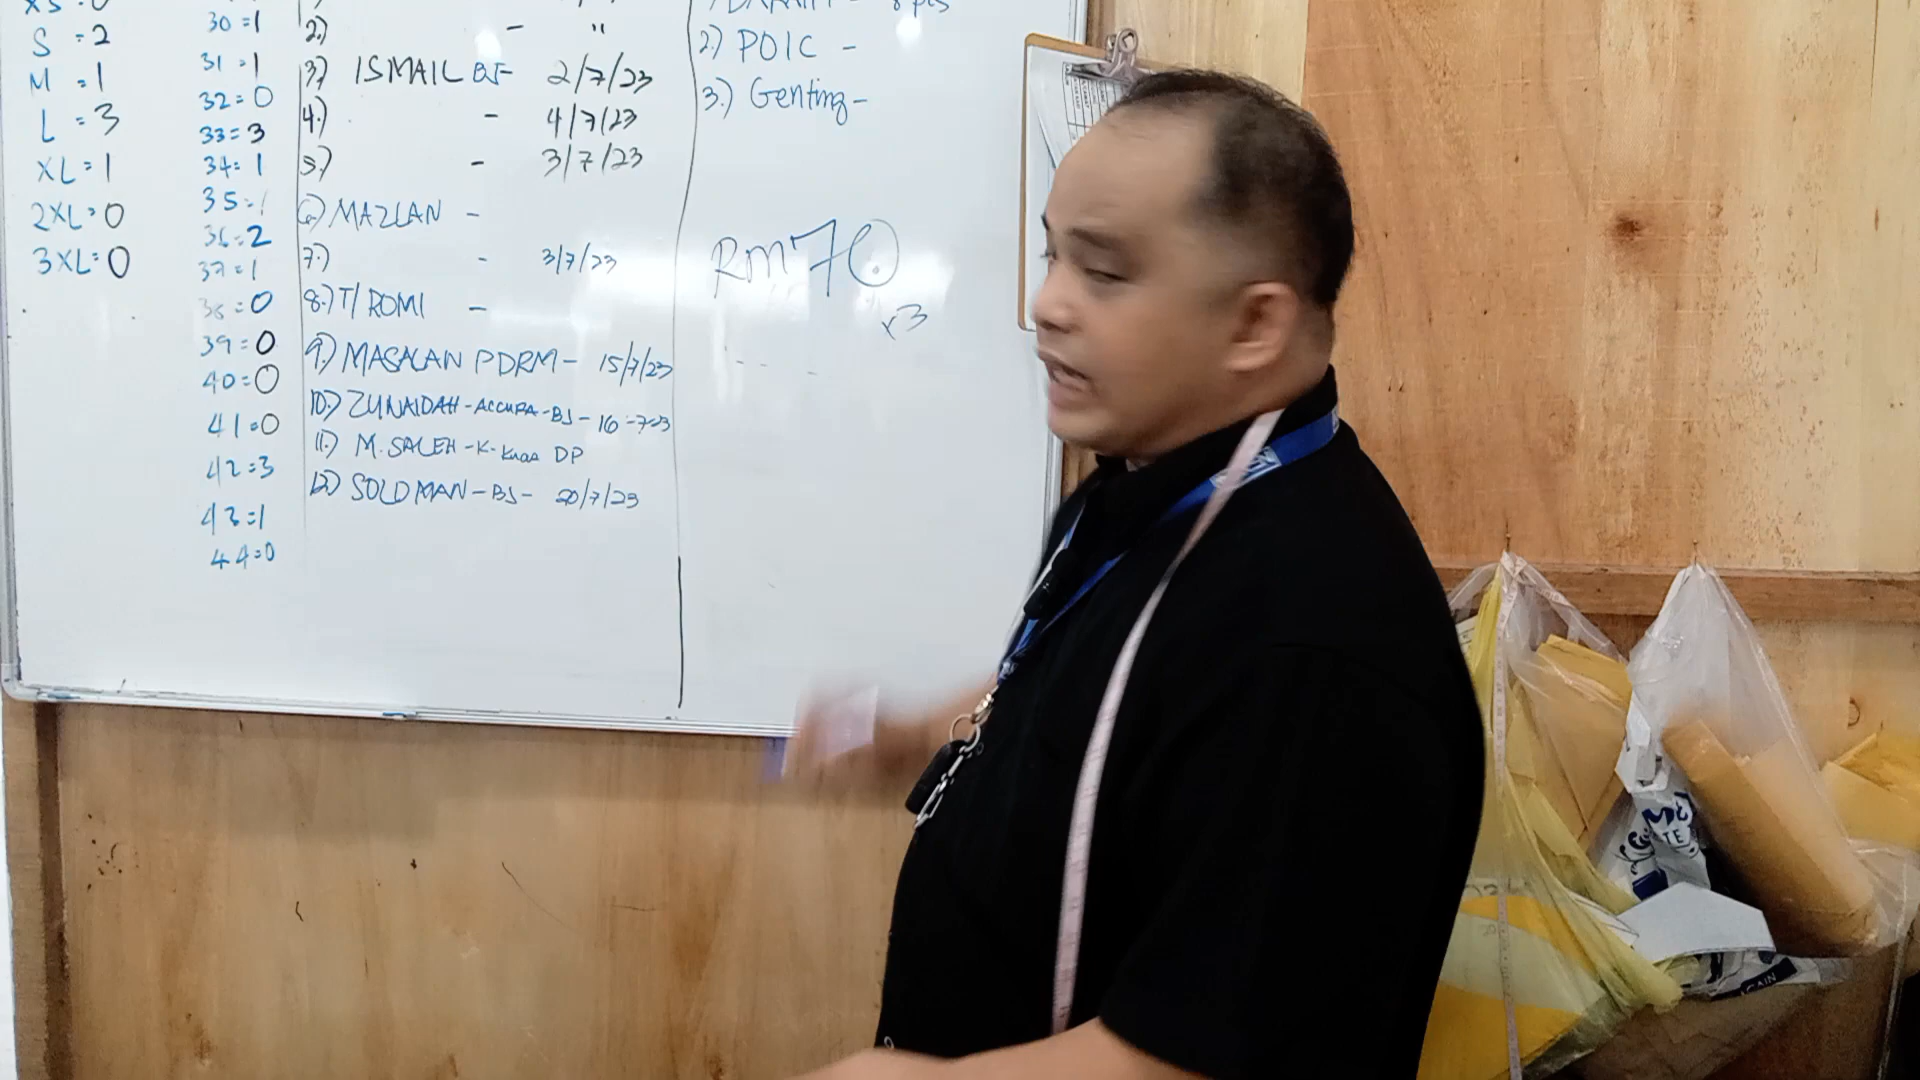 XS = 0
S = 2
M = 1
L = 3
XL = 1
2XL = 0
3XL = 0
30 = 1
31 = 1
32 = 0
33 = 3
34 = 1
35 = 1
36 = 2
37 = 1
38 = 0
39 = 0
40 = 0
41 = 0
42 = 3
43 = 1
44 = 0
2.) - "
3.) ISMAIL BJ - 2/7/23
4.) - 4/7/23
5.) - 3/7/23
6.) MAZLAN -
7.) - 3/7/23
8.) T/ ROMI -
9.) MASALAN PDRM - 15/7/23
10.) ZUNAIDAH - ACCUPA - BJ - 16-7-23
11.) M. SALEH - K. DP
12.) SOLOMAN - BJ - 20/7/23
pcs
2.) POIC -
3.) Genting -
RM70
x3